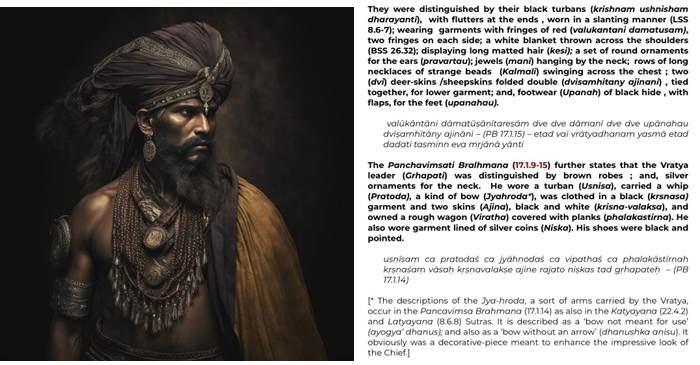 They were distinguished by their black turbans (krishnam ushnisham
dharayanti), with flutters at the ends , worn in a slanting manner (LSS
8.6-7); wearing garments with fringes of red (valukantani damatusam),
two fringes on each side; a white blanket thrown across the shoulders
(BSS 26.32); displaying long matted hair (kesi); a set of round ornaments
for the ears (pravartau); jewels (mani) hanging by the neck; rows of long
necklaces of strange beads (Kalmali) swinging across the chest ; two
(dvi) deer-skins /sheepskins folded double (dvisamhitany ajinani) , tied
together, for lower garment; and, footwear (Upanah) of black hide , with
flaps, for the feet (upanahau).
valūkāntāni dāmatūṣānītareṣām dve dve dāmanī dve dve upānahau
dviṣamhitāny ajināni – (PB 17.1.15) – etad vai vrātyadhanam yasmā etad
dadati tasminn eva mrjānā yānti
The Panchavimsati Bralhmana (17.1.9-15) further states that the Vratya
leader (Grhapati) was distinguished by brown robes ; and, silver
ornaments for the neck. He wore a turban (Usnisa), carried a whip
(Pratoda), a kind of bow (Jyahroda*), was clothed in a black (krsnasa)
garment and two skins (Ajina), black and white (krisna-valaksa), and
owned a rough wagon (Viratha) covered with planks (phalakastirna). He
also wore garment lined of silver coins (Niska). His shoes were black and
pointed.
usnisam ca pratodaś ca jyāhnodaś ca vipathaś ca phalakāstirnah
krṣṇaśam vāsaḥ krṣṇavalakṣe ajine rajato niṣkas tad grhapateḥ – (PB
17.1.14)
[* The descriptions of the Jya-hroda, a sort of arms carried by the Vratya,
occur in the Pancavimsa Brahmana (17.1.14) as also in the Katyayana (22.4.2)
and Latyayana (8.6.8) Sutras. It is described as a 'bow not meant for use'
(ayogya' dhanus); and also as a 'bow without an arrow' (dhanushka anisu). It
obviously was a decorative-piece meant to enhance the impressive look of
the Chief.]